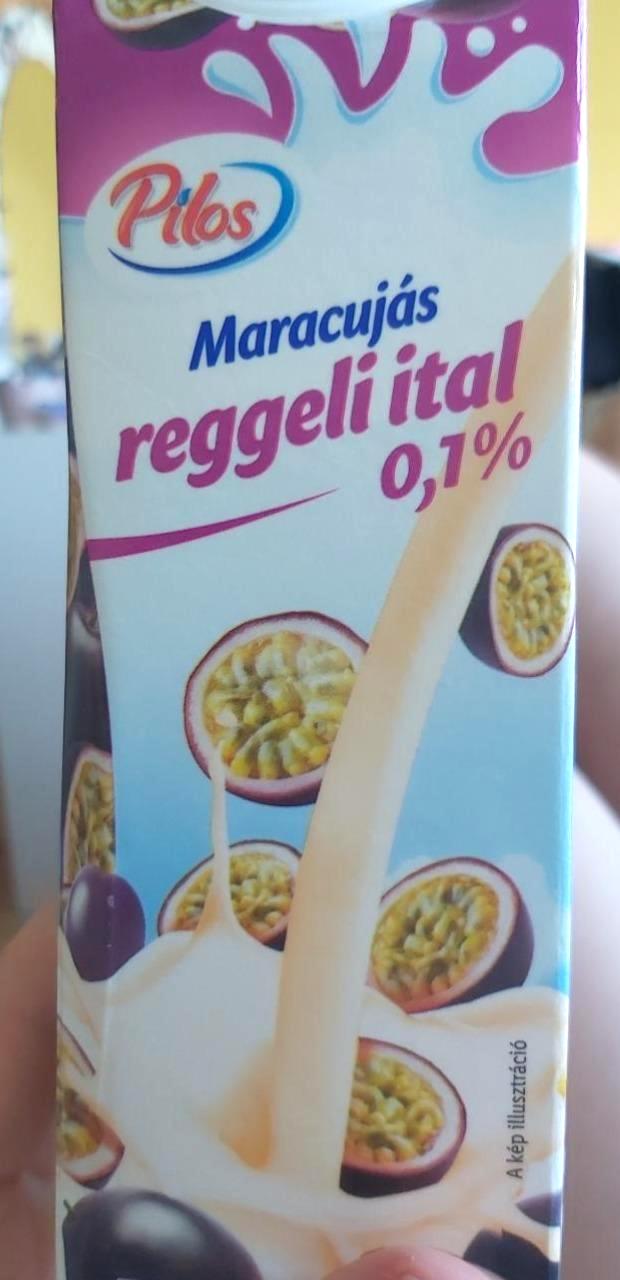 Pilos
Maracujás
reggeli ital
0,1%
A kép illusztráció